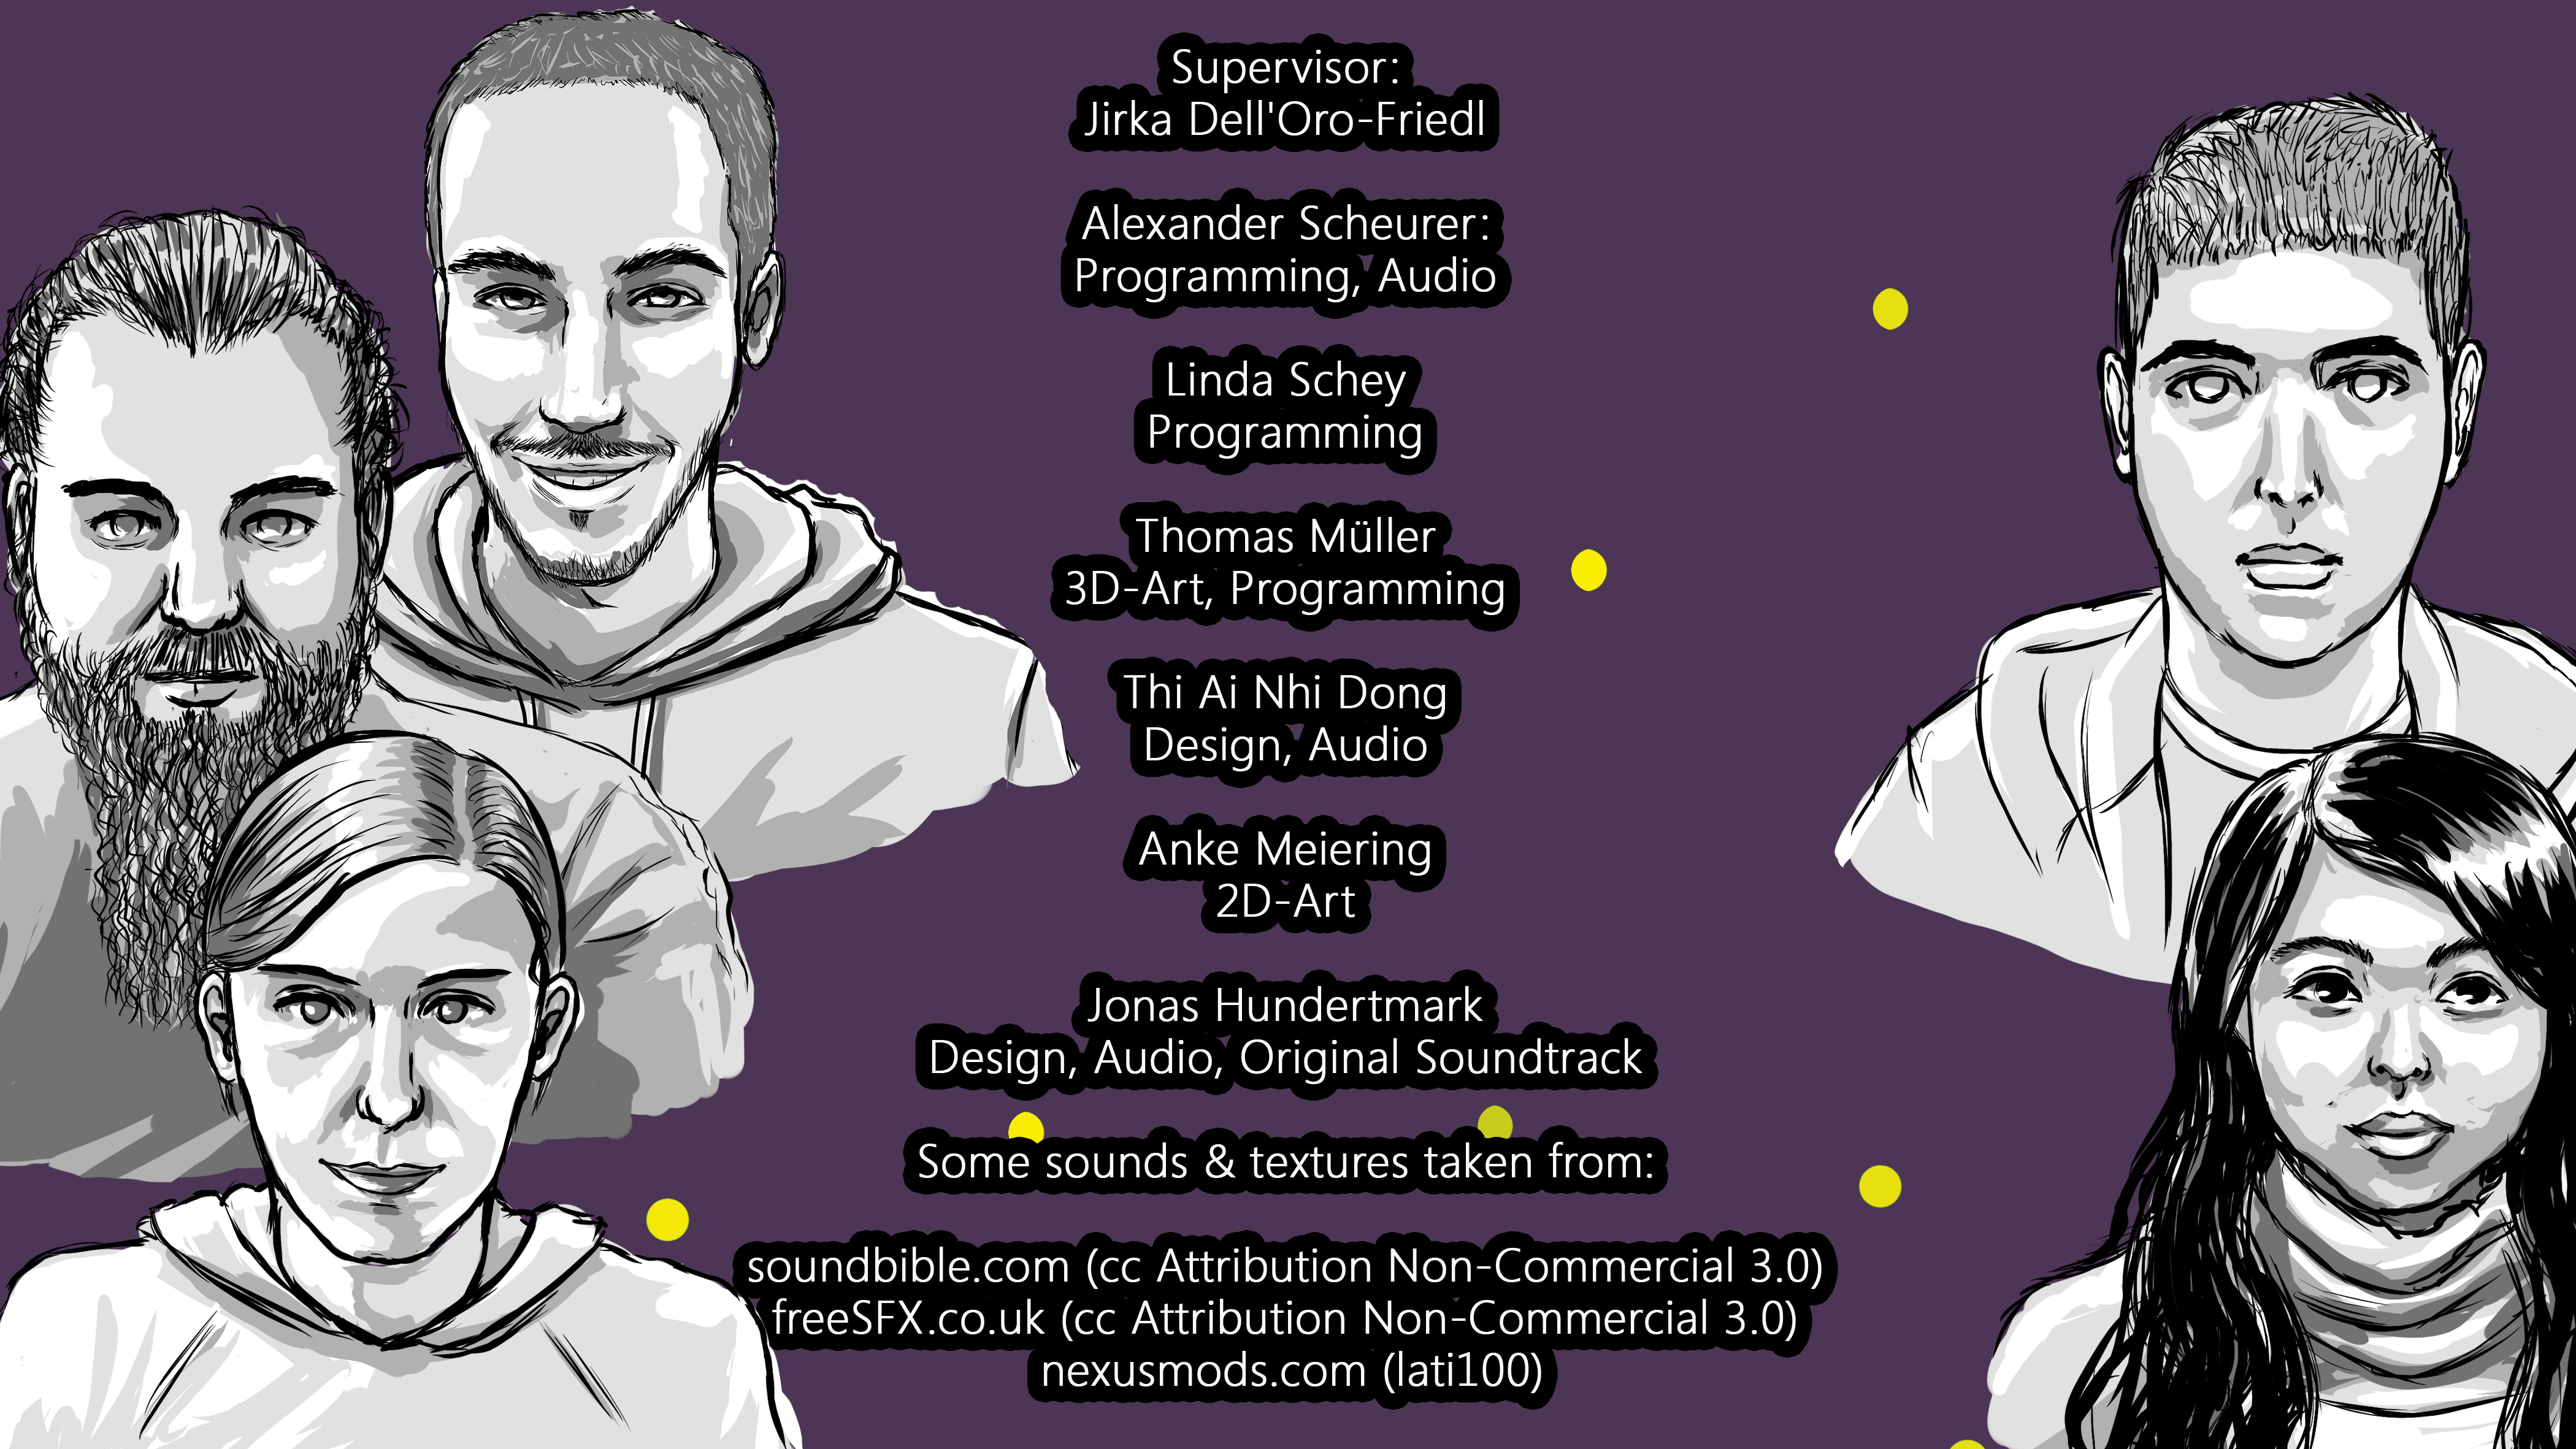 Supervisor:
Jirka Dell'Oro-Friedl
Alexander Scheurer:
Programming, Audio
Linda Schey
Programming
Thomas Müller
3D-Art, Programming
Thi Ai Nhi Dong
Design, Audio
Anke Meiering
2D-Art
Jonas Hundertmark
Design, Audio, Original Soundtrack
Some sounds & textures taken from:
soundbible.com (cc Attribution Non-Commercial 3.0)
freeSFX.co.uk (cc Attribution Non-Commercial 3.0)
nexusmods.com (lati100)